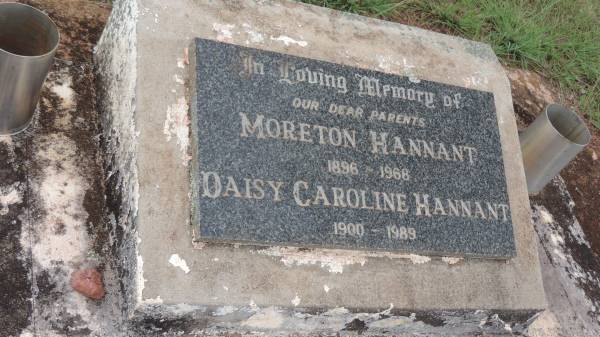 In Loving Memory of
OUR DEAR PARENTS
MORETON HANNANT
1896 - 1968
DAISY CAROLINE HANNANT
1900 - 1989